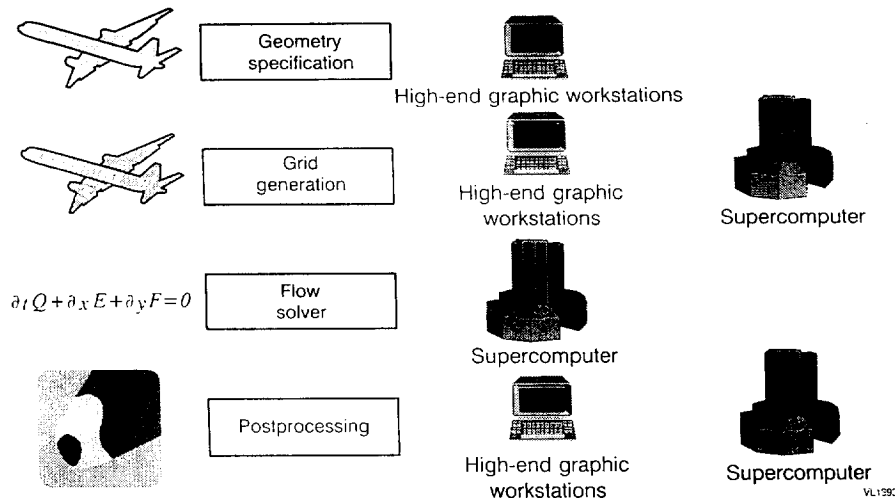 Geometry
specification
High-end graphic workstations
Grid
generation
High-end graphic
workstations
Supercomputer
∂tQ+∂xE+∂yF=0
Flow
solver
Supercomputer
Postprocessing
High-end graphic
workstations
Supercomputer